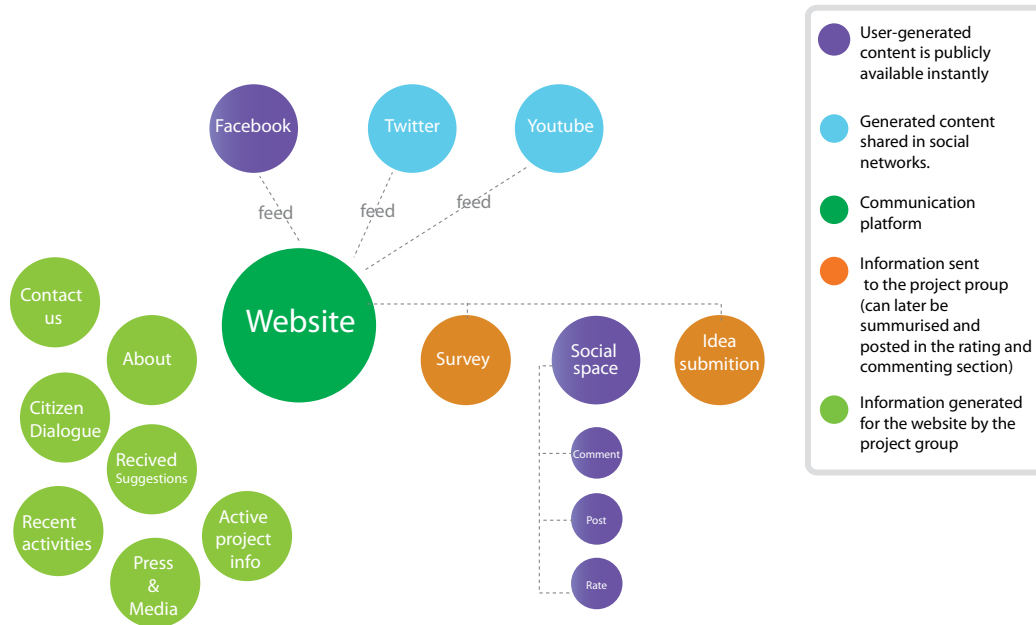 Facebook
Twitter
Youtube
feed
feed
feed
Website
Contact
us
About
Citizen
Dialogue
Recived
Suggestions
Recent
activities
Active
project
info
Press
&
Media
Survey
Social
space
Idea
submition
Comment
Post
Rate
User-generated
content is publicly
available instantly
Generated content
shared in social
networks.
Communication
platform
Information sent
to the project proup
(can later be
summurised and
posted in the rating and
commenting section)
Information generated
for the website by the
project group